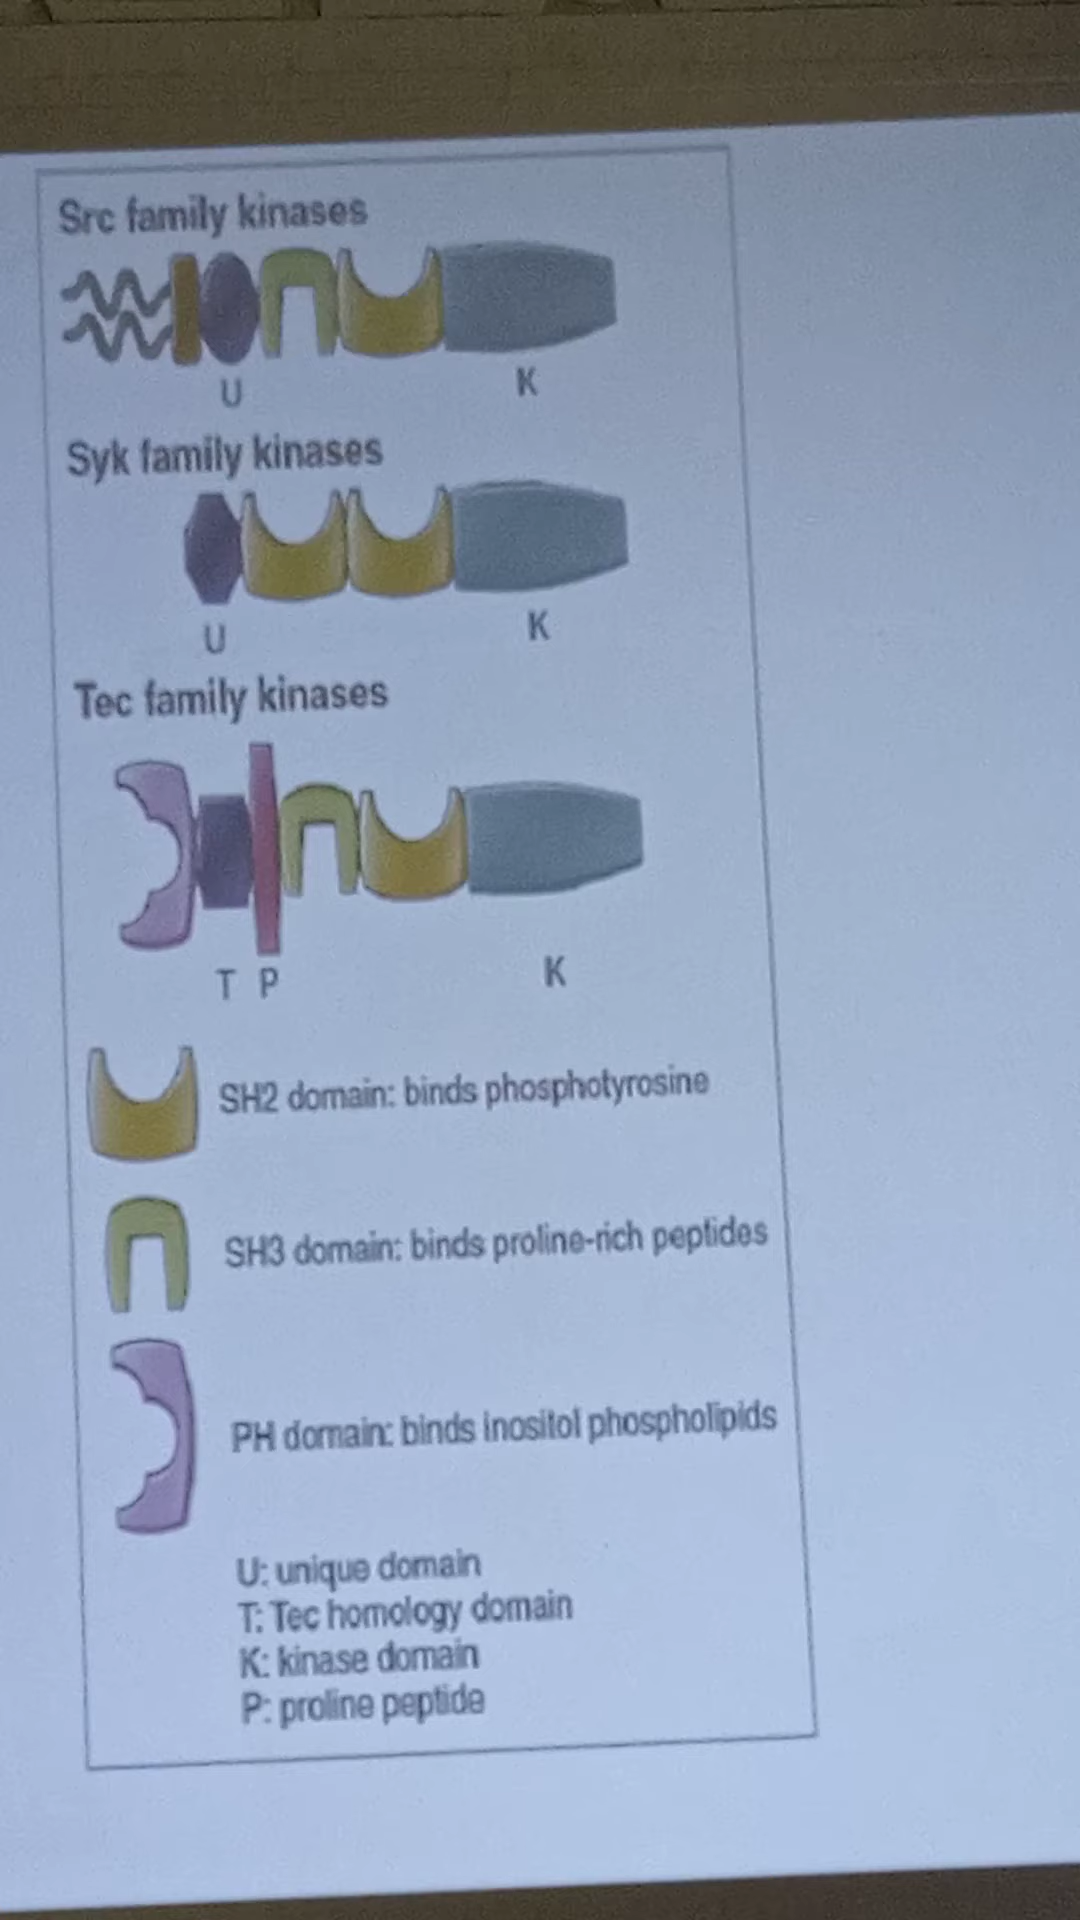 Src family kinases
U K
Syk family kinases
U K
Tec family kinases
T P K
SH2 domain: binds phosphotyrosine
SH3 domain: binds proline-rich peptides
PH domain: binds inositol phospholipids
U: unique domain
T: Tec homology domain
K: kinase domain
P: proline peptide